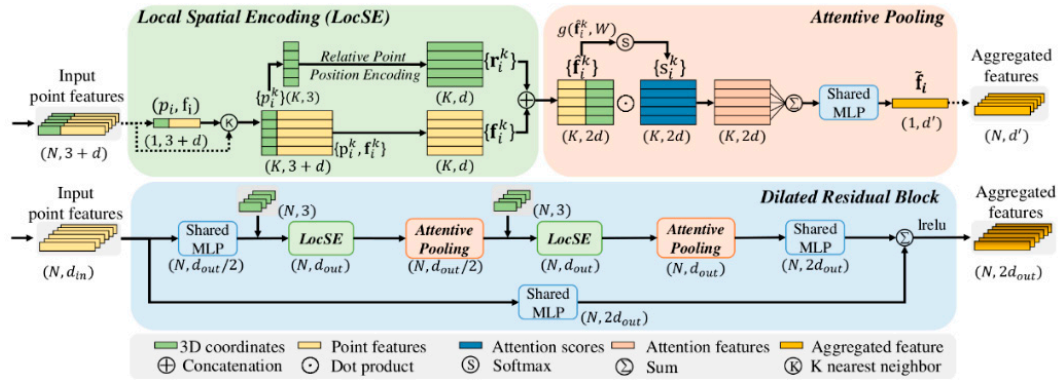 Local Spatial Encoding (LocSE)
Attentive Pooling
Input
point features
(N, 3 + d)
(p_i, f_i)
(1, 3 + d)
K
{p_i^k}(K, 3)
Relative Point
Position Encoding
{r_i^k}
(K, d)
(K, 3 + d)
{p_i^k, f_i^k}
{f_i^k}
(K, d)
g(f̂_i^k, W)
S
{f̂_i^k}
{s_i^k}
(K, 2d)
(K, 2d)
(K, 2d)
Σ
Shared
MLP
f̃_i
(1, d')
Aggregated
features
(N, d')
Input
point features
(N, d_in)
Dilated Residual Block
Shared
MLP
(N, d_out/2)
(N, 3)
LocSE
(N, d_out)
Attentive
Pooling
(N, d_out/2)
(N, 3)
LocSE
(N, d_out)
Attentive
Pooling
(N, d_out)
Shared
MLP
(N, 2d_out)
Σ
lrelu
Shared
MLP
(N, 2d_out)
Aggregated
features
(N, 2d_out)
3D coordinates
Point features
Attention scores
Attention features
Aggregated feature
Concatenation
Dot product
S Softmax
Σ Sum
K K nearest neighbor